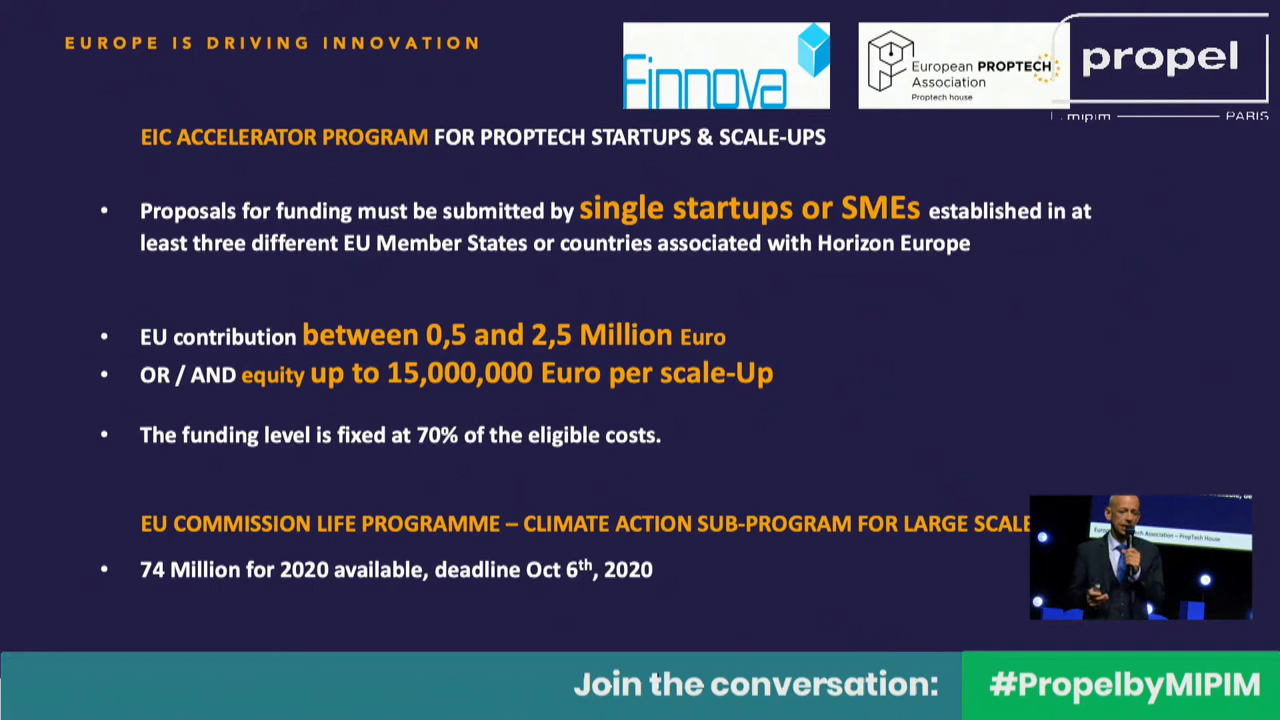 EUROPE IS DRIVING INNOVATION
Finnova
European PROPTECH
Association
Proptech house
propel
mipim
PARIS
EIC ACCELERATOR PROGRAM FOR PROPTECH STARTUPS & SCALE-UPS
• Proposals for funding must be submitted by single startups or SMEs established in at
least three different EU Member States or countries associated with Horizon Europe
• EU contribution between 0,5 and 2,5 Million Euro
• OR / AND equity up to 15,000,000 Euro per scale-Up
• The funding level is fixed at 70% of the eligible costs.
EU COMMISSION LIFE PROGRAMME – CLIMATE ACTION SUB-PROGRAM FOR LARGE SCALE
• 74 Million for 2020 available, deadline Oct 6th, 2020
Association – PropTech House
Join the conversation:
#PropelbyMIPIM